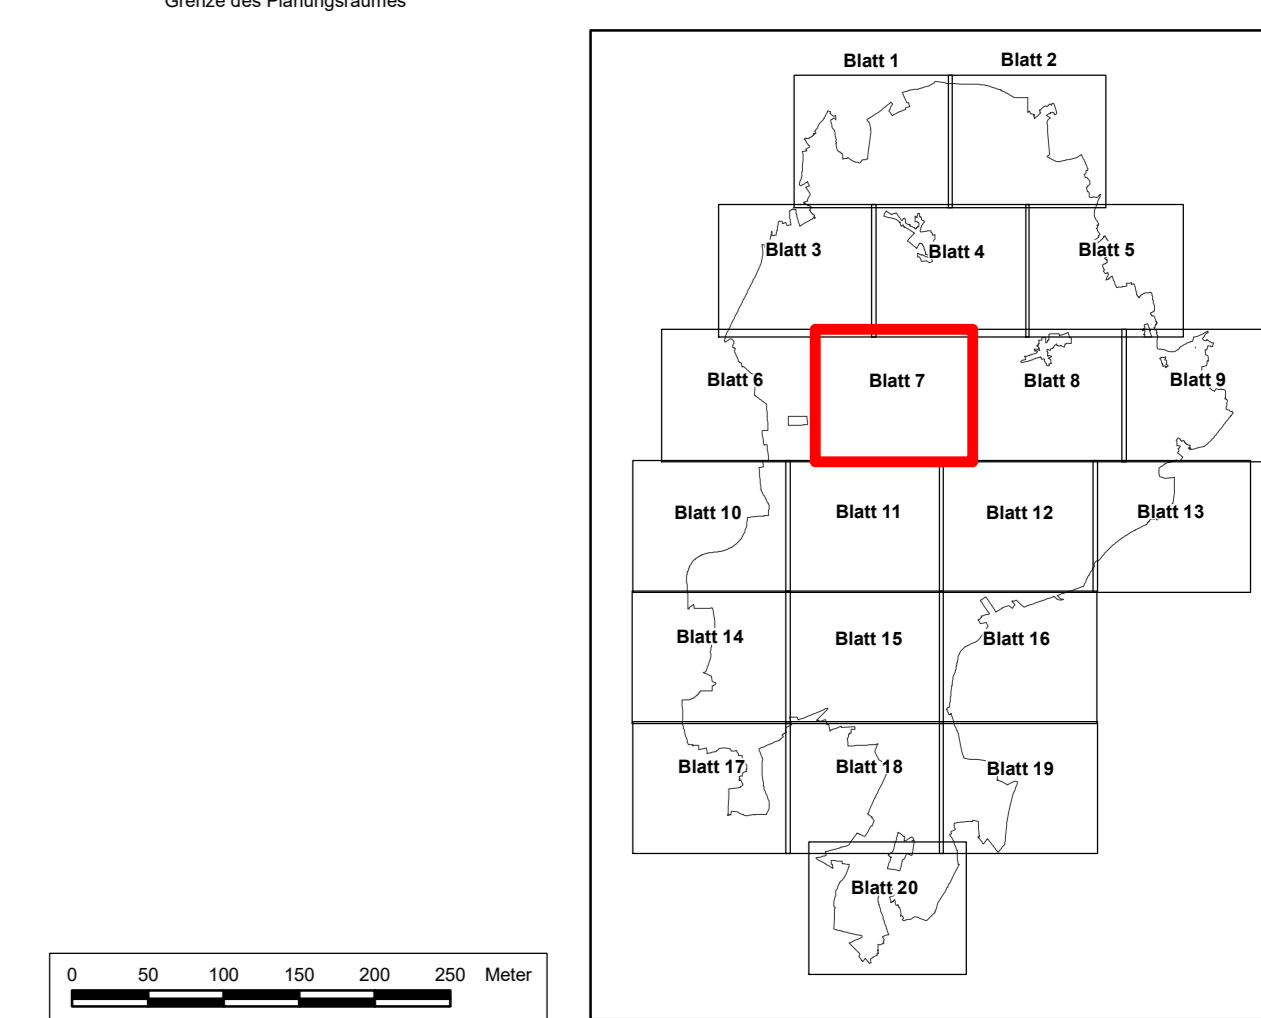 Grenze des Planungsraumes
Blatt 1
Blatt 2
Blatt 3
Blatt 4
Blatt 5
Blatt 6
Blatt 7
Blatt 8
Blatt 9
Blatt 10
Blatt 11
Blatt 12
Blatt 13
Blatt 14
Blatt 15
Blatt 16
Blatt 17
Blatt 18
Blatt 19
Blatt 20
0 50 100 150 200 250 Meter